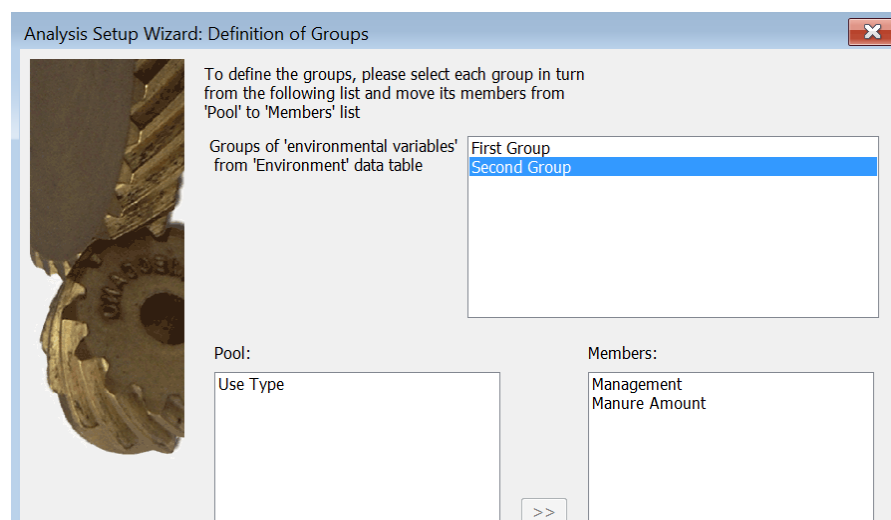 Analysis Setup Wizard: Definition of Groups
To define the groups, please select each group in turn
from the following list and move its members from
'Pool' to 'Members' list
Groups of 'environmental variables'
from 'Environment' data table
First Group
Second Group
Pool:
Members:
Use Type
Management
Manure Amount
>>